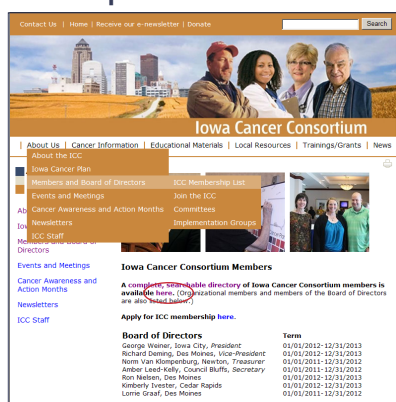 Contact Us | Home | Receive our e-newsletter | Donate
Search
Iowa Cancer Consortium
| About Us | Cancer Information | Educational Materials | Local Resources | Trainings/Grants | News
About the ICC
Iowa Cancer Plan
Members and Board of Directors
ICC Membership List
Events and Meetings
Join the ICC
Cancer Awareness and Action Months
Committees
Newsletters
Implementation Groups
ICC Staff
Directors
Events and Meetings
Cancer Awareness and
Action Months
Newsletters
ICC Staff
Iowa Cancer Consortium Members
A complete, searchable directory of Iowa Cancer Consortium members is
available here. (Organizational members and members of the Board of Directors
are also listed below.)
Apply for ICC membership here.
Board of Directors Term
George Weiner, Iowa City, President 01/01/2012-12/31/2013
Richard Deming, Des Moines, Vice-President 01/01/2012-12/31/2013
Norm Van Klompenburg, Newton, Treasurer 01/01/2011-12/31/2012
Amber Leed-Kelly, Council Bluffs, Secretary 01/01/2011-12/31/2012
Ron Nielsen, Des Moines 01/01/2012-12/31/2013
Kimberly Ivester, Cedar Rapids 01/01/2012-12/31/2013
Lorrie Graaf, Des Moines 01/01/2011-12/31/2012